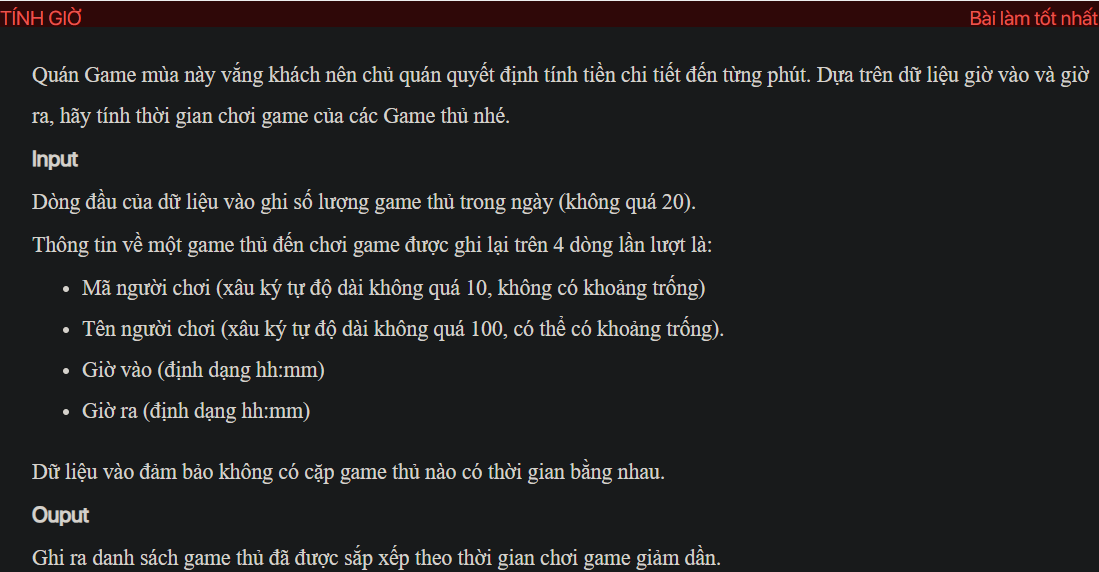 TÍNH GIỜ
Bài làm tốt nhất
Quán Game mùa này vắng khách nên chủ quán quyết định tính tiền chi tiết đến từng phút. Dựa trên dữ liệu giờ vào và giờ
ra, hãy tính thời gian chơi game của các Game thủ nhé.
Input
Dòng đầu của dữ liệu vào ghi số lượng game thủ trong ngày (không quá 20).
Thông tin về một game thủ đến chơi game được ghi lại trên 4 dòng lần lượt là:
• Mã người chơi (xâu ký tự độ dài không quá 10, không có khoảng trống)
• Tên người chơi (xâu ký tự độ dài không quá 100, có thể có khoảng trống).
• Giờ vào (định dạng hh:mm)
• Giờ ra (định dạng hh:mm)
Dữ liệu vào đảm bảo không có cặp game thủ nào có thời gian bằng nhau.
Ouput
Ghi ra danh sách game thủ đã được sắp xếp theo thời gian chơi game giảm dần.